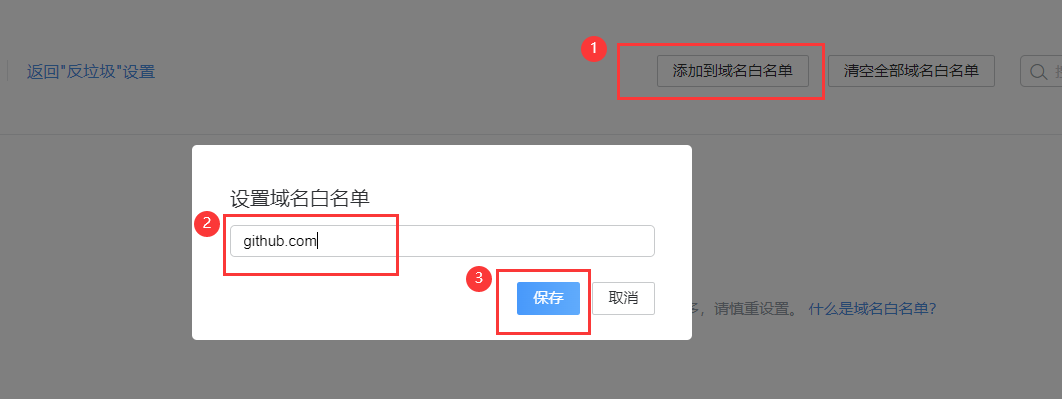 1
返回"反垃圾"设置
添加到域名白名单
清空全部域名白名单
设置域名白名单
2
github.com
3
保存
取消
多，请慎重设置。 什么是域名白名单？